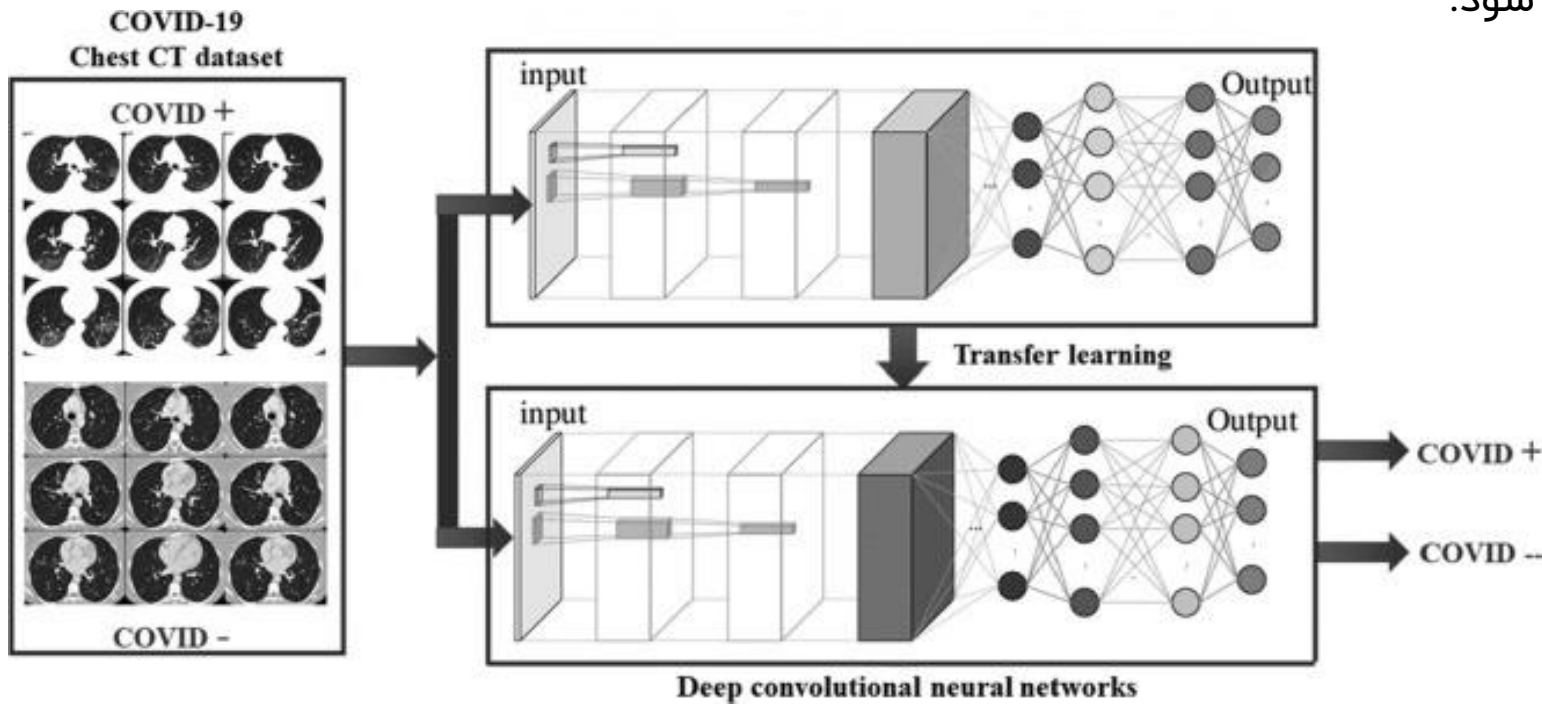 شود.
COVID-19
Chest CT dataset
COVID +
COVID -
input
Output
Transfer learning
input
Output
COVID +
COVID --
Deep convolutional neural networks